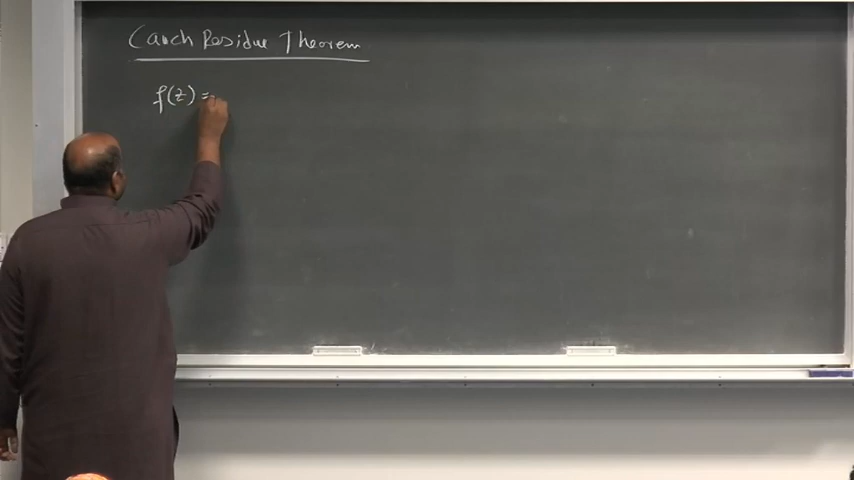 Cauch Residue Theorem
f(z) =